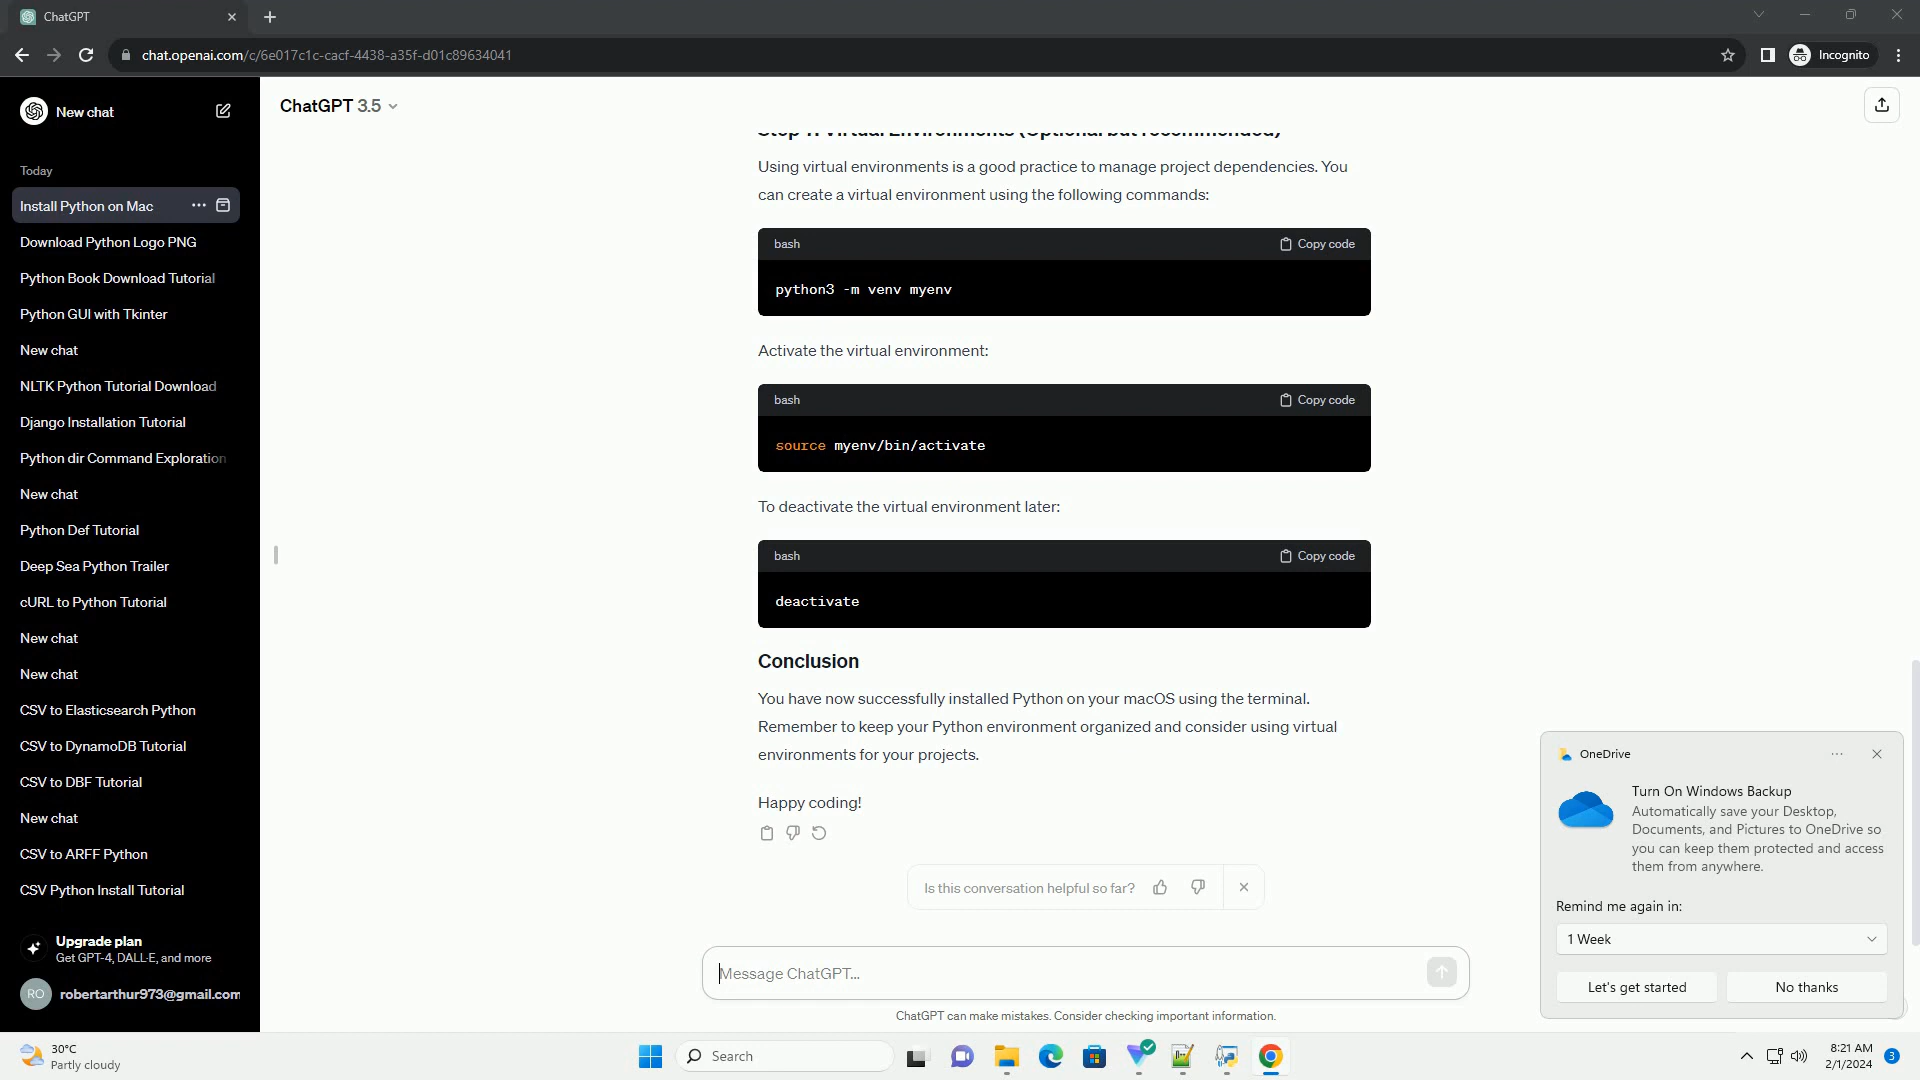 ChatGPT
chat.openai.com/c/6e017c1c-cacf-4438-a35f-d01c89634041
Incognito
New chat
ChatGPT 3.5
Today
Install Python on Mac
Download Python Logo PNG
Python Book Download Tutorial
Python GUI with Tkinter
New chat
NLTK Python Tutorial Download
Django Installation Tutorial
Python dir Command Exploration
New chat
Python Def Tutorial
Deep Sea Python Trailer
cURL to Python Tutorial
New chat
New chat
CSV to Elasticsearch Python
CSV to DynamoDB Tutorial
CSV to DBF Tutorial
New chat
CSV to ARFF Python
CSV Python Install Tutorial
Upgrade plan
Get GPT-4, DALL·E, and more
RO
robertarthur973@gmail.com
Virtual Environments (Optional but recommended)
Using virtual environments is a good practice to manage project dependencies. You
can create a virtual environment using the following commands:
bash
Copy code
python3 -m venv myenv
Activate the virtual environment:
bash
Copy code
source myenv/bin/activate
To deactivate the virtual environment later:
bash
Copy code
deactivate
Conclusion
You have now successfully installed Python on your macOS using the terminal.
Remember to keep your Python environment organized and consider using virtual
environments for your projects.
Happy coding!
Is this conversation helpful so far?
Message ChatGPT...
ChatGPT can make mistakes. Consider checking important information.
OneDrive
Turn On Windows Backup
Automatically save your Desktop,
Documents, and Pictures to OneDrive so
you can keep them protected and access
them from anywhere.
Remind me again in:
1 Week
Let's get started
No thanks
30°C
Partly cloudy
Search
8:21 AM
2/1/2024
3